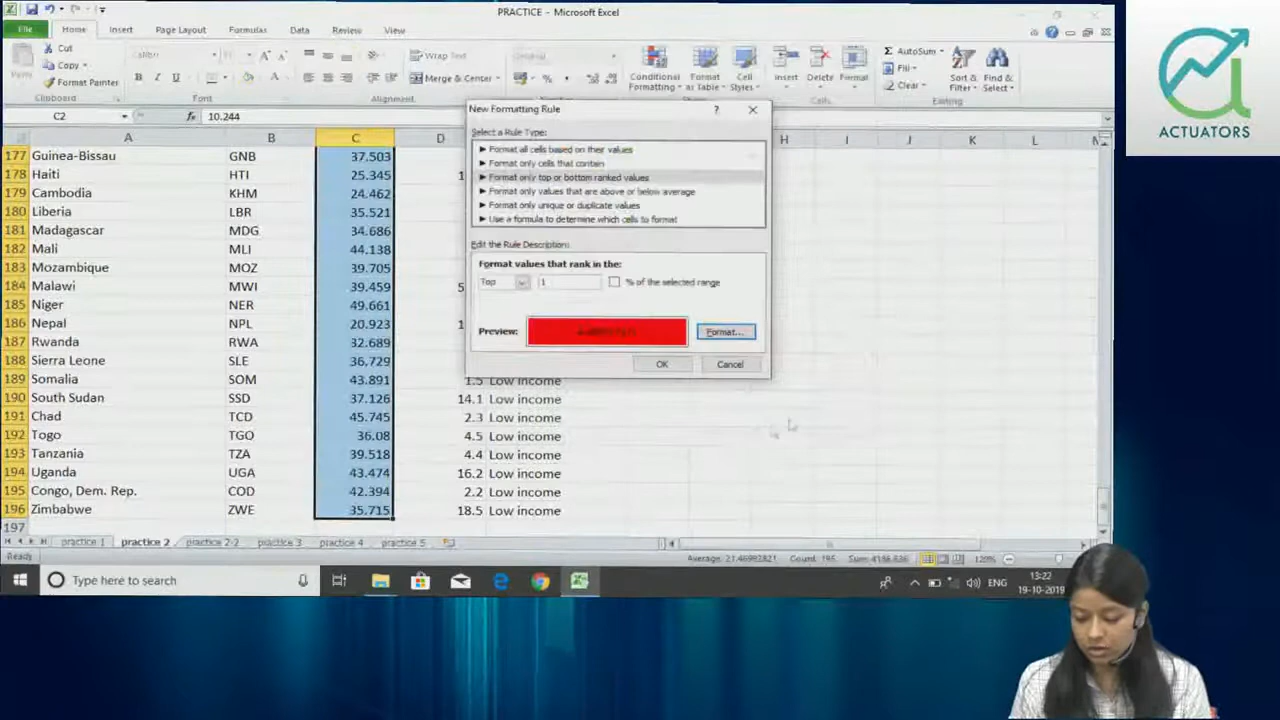 PRACTICE - Microsoft Excel
File Home Insert Page Layout Formulas Data Review View
Cut
Copy
Format Painter
Paste
Clipboard
Font
Wrap Text
Merge & Center
Alignment
General
Conditional Formatting
Format as Table
Cell Styles
Insert Delete Format
Cells
AutoSum
Fill
Clear
Sort & Filter
Find & Select
Editing
ACTUATORS
C2 fx 10.244
A B C D H I J K L
177 Guinea-Bissau GNB 37.503
178 Haiti HTI 25.345 1
179 Cambodia KHM 24.462
180 Liberia LBR 35.521
181 Madagascar MDG 34.686
182 Mali MLI 44.138
183 Mozambique MOZ 39.705
184 Malawi MWI 39.459 5
185 Niger NER 49.661
186 Nepal NPL 20.923 1
187 Rwanda RWA 32.689
188 Sierra Leone SLE 36.729
189 Somalia SOM 43.891 1.5 Low income
190 South Sudan SSD 37.126 14.1 Low income
191 Chad TCD 45.745 2.3 Low income
192 Togo TGO 36.08 4.5 Low income
193 Tanzania TZA 39.518 4.4 Low income
194 Uganda UGA 43.474 16.2 Low income
195 Congo, Dem. Rep. COD 42.394 2.2 Low income
196 Zimbabwe ZWE 35.715 18.5 Low income
197
New Formatting Rule ?
Select a Rule Type:
Format all cells based on their values
Format only cells that contain
Format only top or bottom ranked values
Format only values that are above or below average
Format only unique or duplicate values
Use a formula to determine which cells to format
Edit the Rule Description:
Format values that rank in the:
Top 1 % of the selected range
Preview: Format...
OK Cancel
practice 1 practice 2 practice 2-2 practice 3 practice 4 practice 5
Ready Count: 195 120%
Type here to search
ENG
13:22
19-10-2019